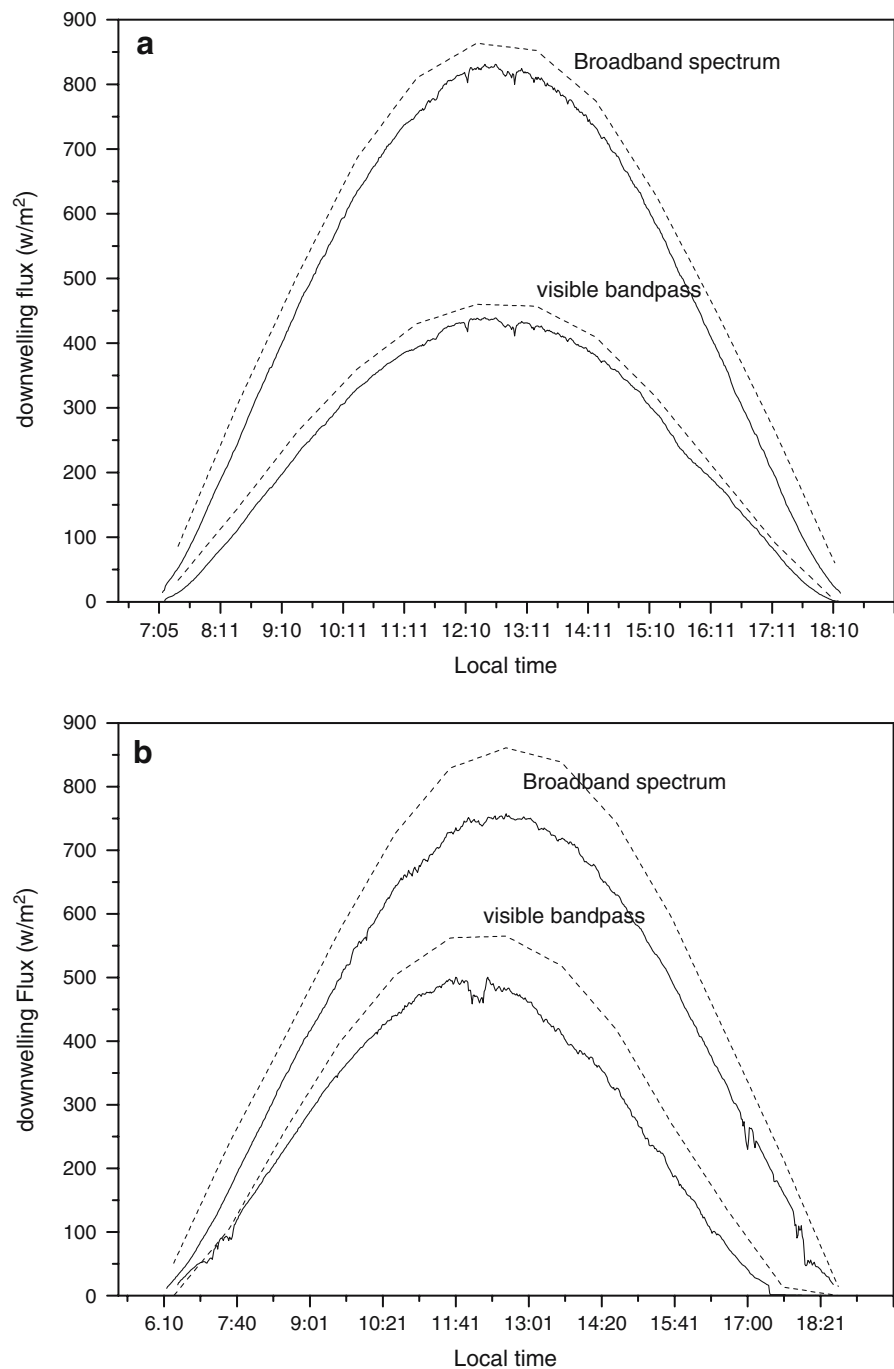 a
Broadband spectrum
visible bandpass
downwelling flux (w/m²)
900
800
700
600
500
400
300
200
100
0
7:05 8:11 9:10 10:11 11:11 12:10 13:01 14:11 15:10 16:11 17:11 18:10
Local time
b
Broadband spectrum
visible bandpass
downwelling Flux (w/m²)
900
800
700
600
500
400
300
200
100
0
6.10 7:40 9:01 10:21 11:41 13:01 14:20 15:41 17:00 18:21
Local time